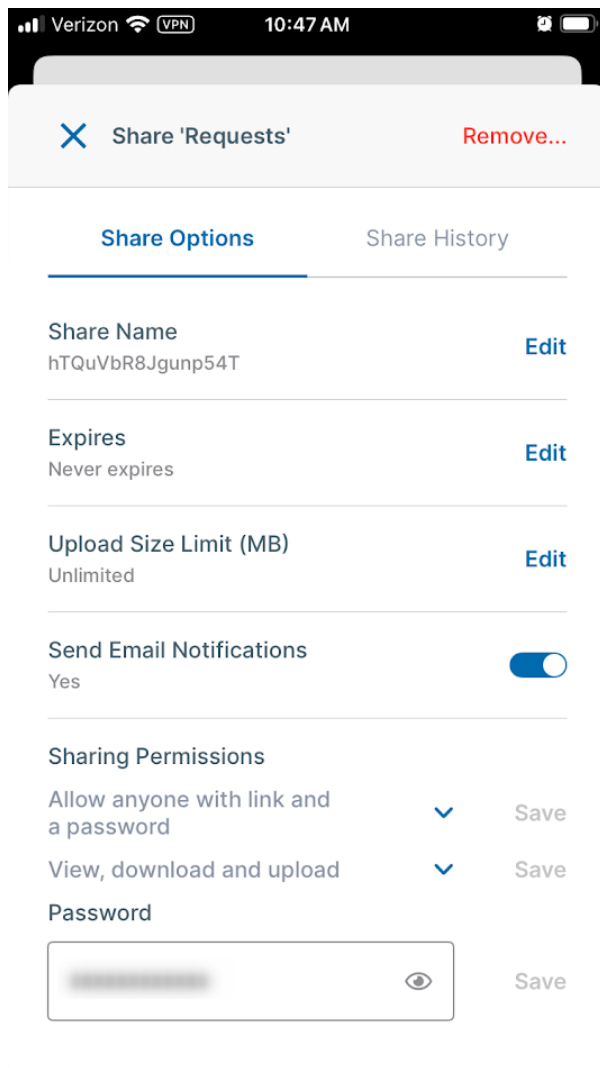 Verizon VPN 10:47 AM
Share 'Requests' Remove...
Share Options Share History
Share Name
hTQuVbR8Jgunp54T
Edit
Expires
Never expires
Edit
Upload Size Limit (MB)
Unlimited
Edit
Send Email Notifications
Yes
Sharing Permissions
Allow anyone with link and
a password
Save
View, download and upload Save
Password
Save